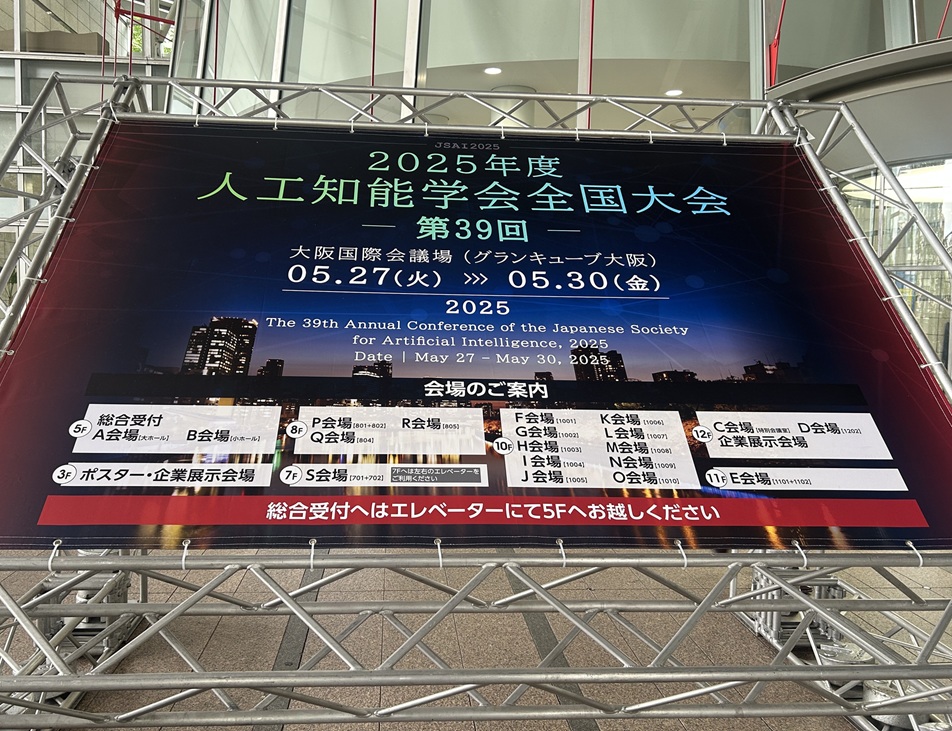 JSAI2025
2025年度
人工知能学会全国大会
— 第39回 —
大阪国際会議場（グランキューブ大阪）
05.27(火) >>> 05.30(金)
2025
The 39th Annual Conference of the Japanese Society
for Artificial Intelligence, 2025
Date | May 27 – May 30, 2025
会場のご案内
5F 総合受付
A会場[大ホール] B会場[小ホール]
3F ポスター・企業展示会場
8F P会場[801+802] R会場[805]
Q会場[804]
7F S会場[701+702] 7Fへは左右のエレベーターを
ご利用ください
10F F会場[1001] K会場[1006]
G会場[1002] L会場[1007]
H会場[1003] M会場[1008]
I会場[1004] N会場[1009]
J会場[1005] O会場[1010]
12F C会場[特別会議室] D会場[1202]
企業展示会場
11F E会場[1101+1102]
総合受付へはエレベーターにて5Fへお越しください